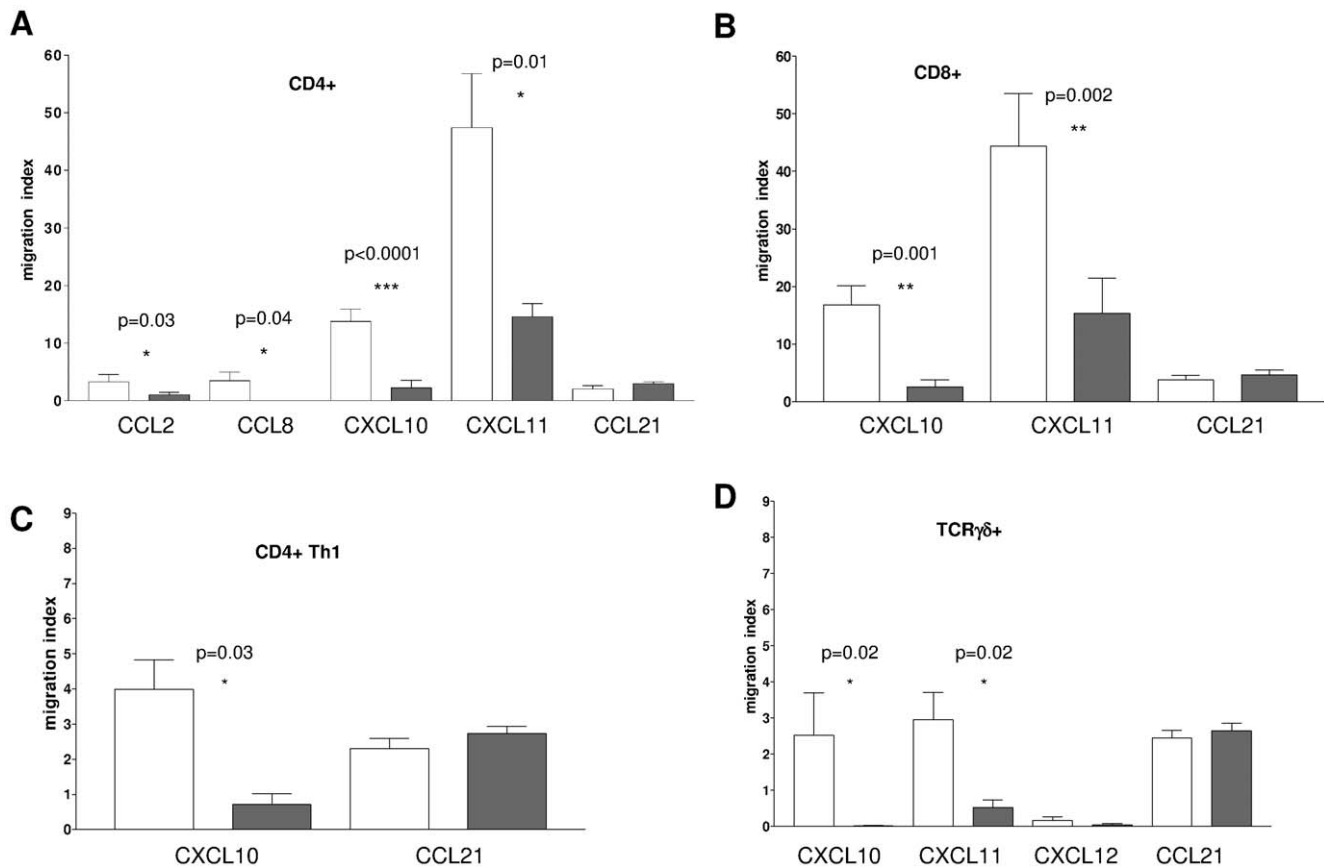 A
CD4+
migration index
60
50
40
30
20
10
0
p=0.03
*
p=0.04
*
p<0.0001
***
p=0.01
*
CCL2 CCL8 CXCL10 CXCL11 CCL21
B
CD8+
migration index
60
50
40
30
20
10
0
p=0.001
**
p=0.002
**
CXCL10 CXCL11 CCL21
C
CD4+ Th1
migration index
9
8
7
6
5
4
3
2
1
0
p=0.03
*
CXCL10 CCL21
D
TCRγδ+
migration index
9
8
7
6
5
4
3
2
1
0
p=0.02
*
p=0.02
*
CXCL10 CXCL11 CXCL12 CCL21